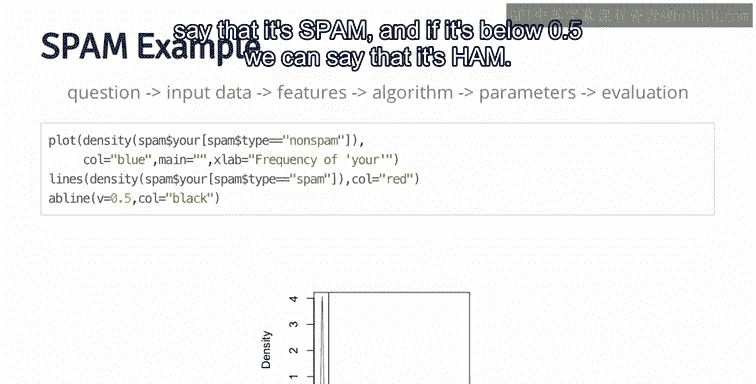 say that it's SPAM, and if it's below 0.5
we can say that it's HAM.
SPAM Example
question -> input data -> features -> algorithm -> parameters -> evaluation
plot(density(spam$your[spam$type=="nonspam"]),
col="blue",main="",xlab="Frequency of 'your'")
lines(density(spam$your[spam$type=="spam"]),col="red")
abline(v=0.5,col="black")
4
3
2
1
Density